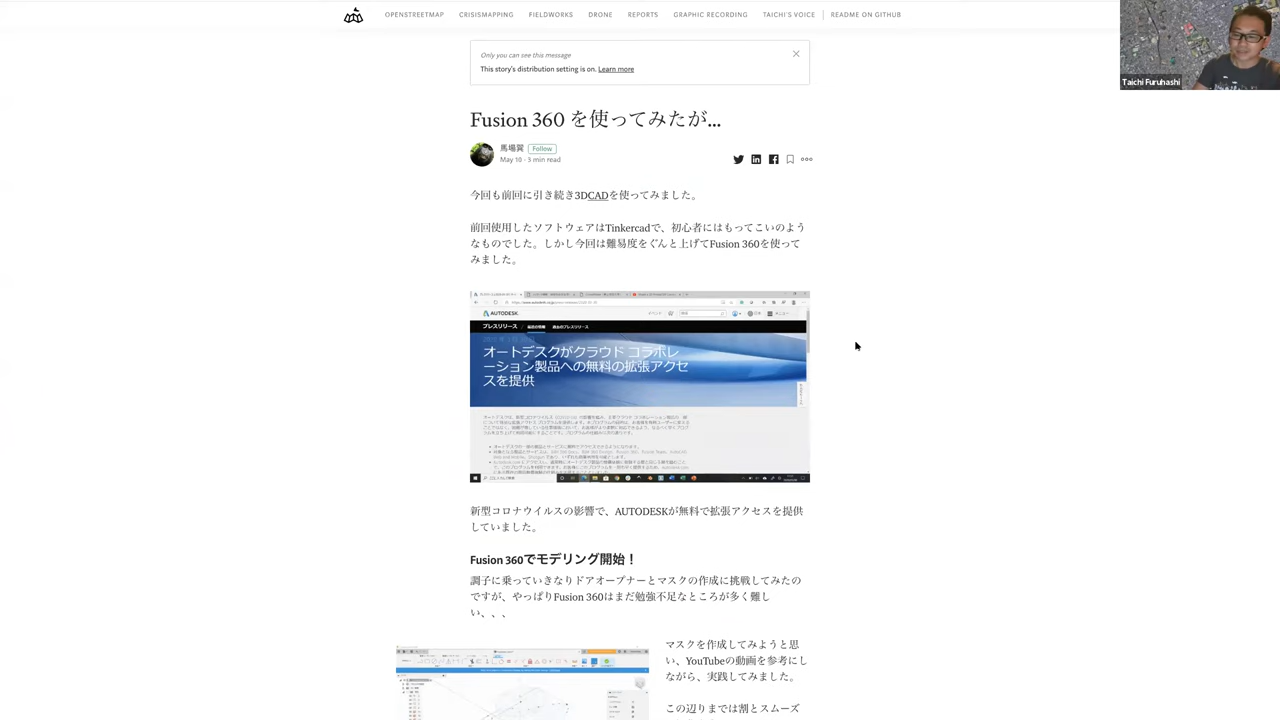 OPENSTREETMAP CRISISMAPPING FIELDWORKS DRONE REPORTS GRAPHIC RECORDING TAICHI'S VOICE README ON GITHUB
Taichi Furuhashi
Only you can see this message
This story's distribution setting is on. Learn more
Fusion 360 を使ってみたが...
馬場巽 Follow
May 10 · 3 min read
今回も前回に引き続き3DCADを使ってみました。
前回使用したソフトウェアはTinkercadで、初心者にはもってこいのよう
なものでした。しかし今回は難易度をぐんと上げてFusion 360を使って
みました。
AUTODESK.
プレスリリース
オートデスクがクラウド コラボレ
ーション製品への無料の拡張アクセ
スを提供
新型コロナウイルスの影響で、AUTODESKが無料で拡張アクセスを提供
していました。
Fusion 360でモデリング開始！
調子に乗っていきなりドアオープナーとマスクの作成に挑戦してみたの
ですが、やっぱりFusion 360はまだ勉強不足なところが多く難し
い、、、
マスクを作成してみようと思
い、YouTubeの動画を参考にし
ながら、実践してみました。
この辺りまでは割とスムーズ